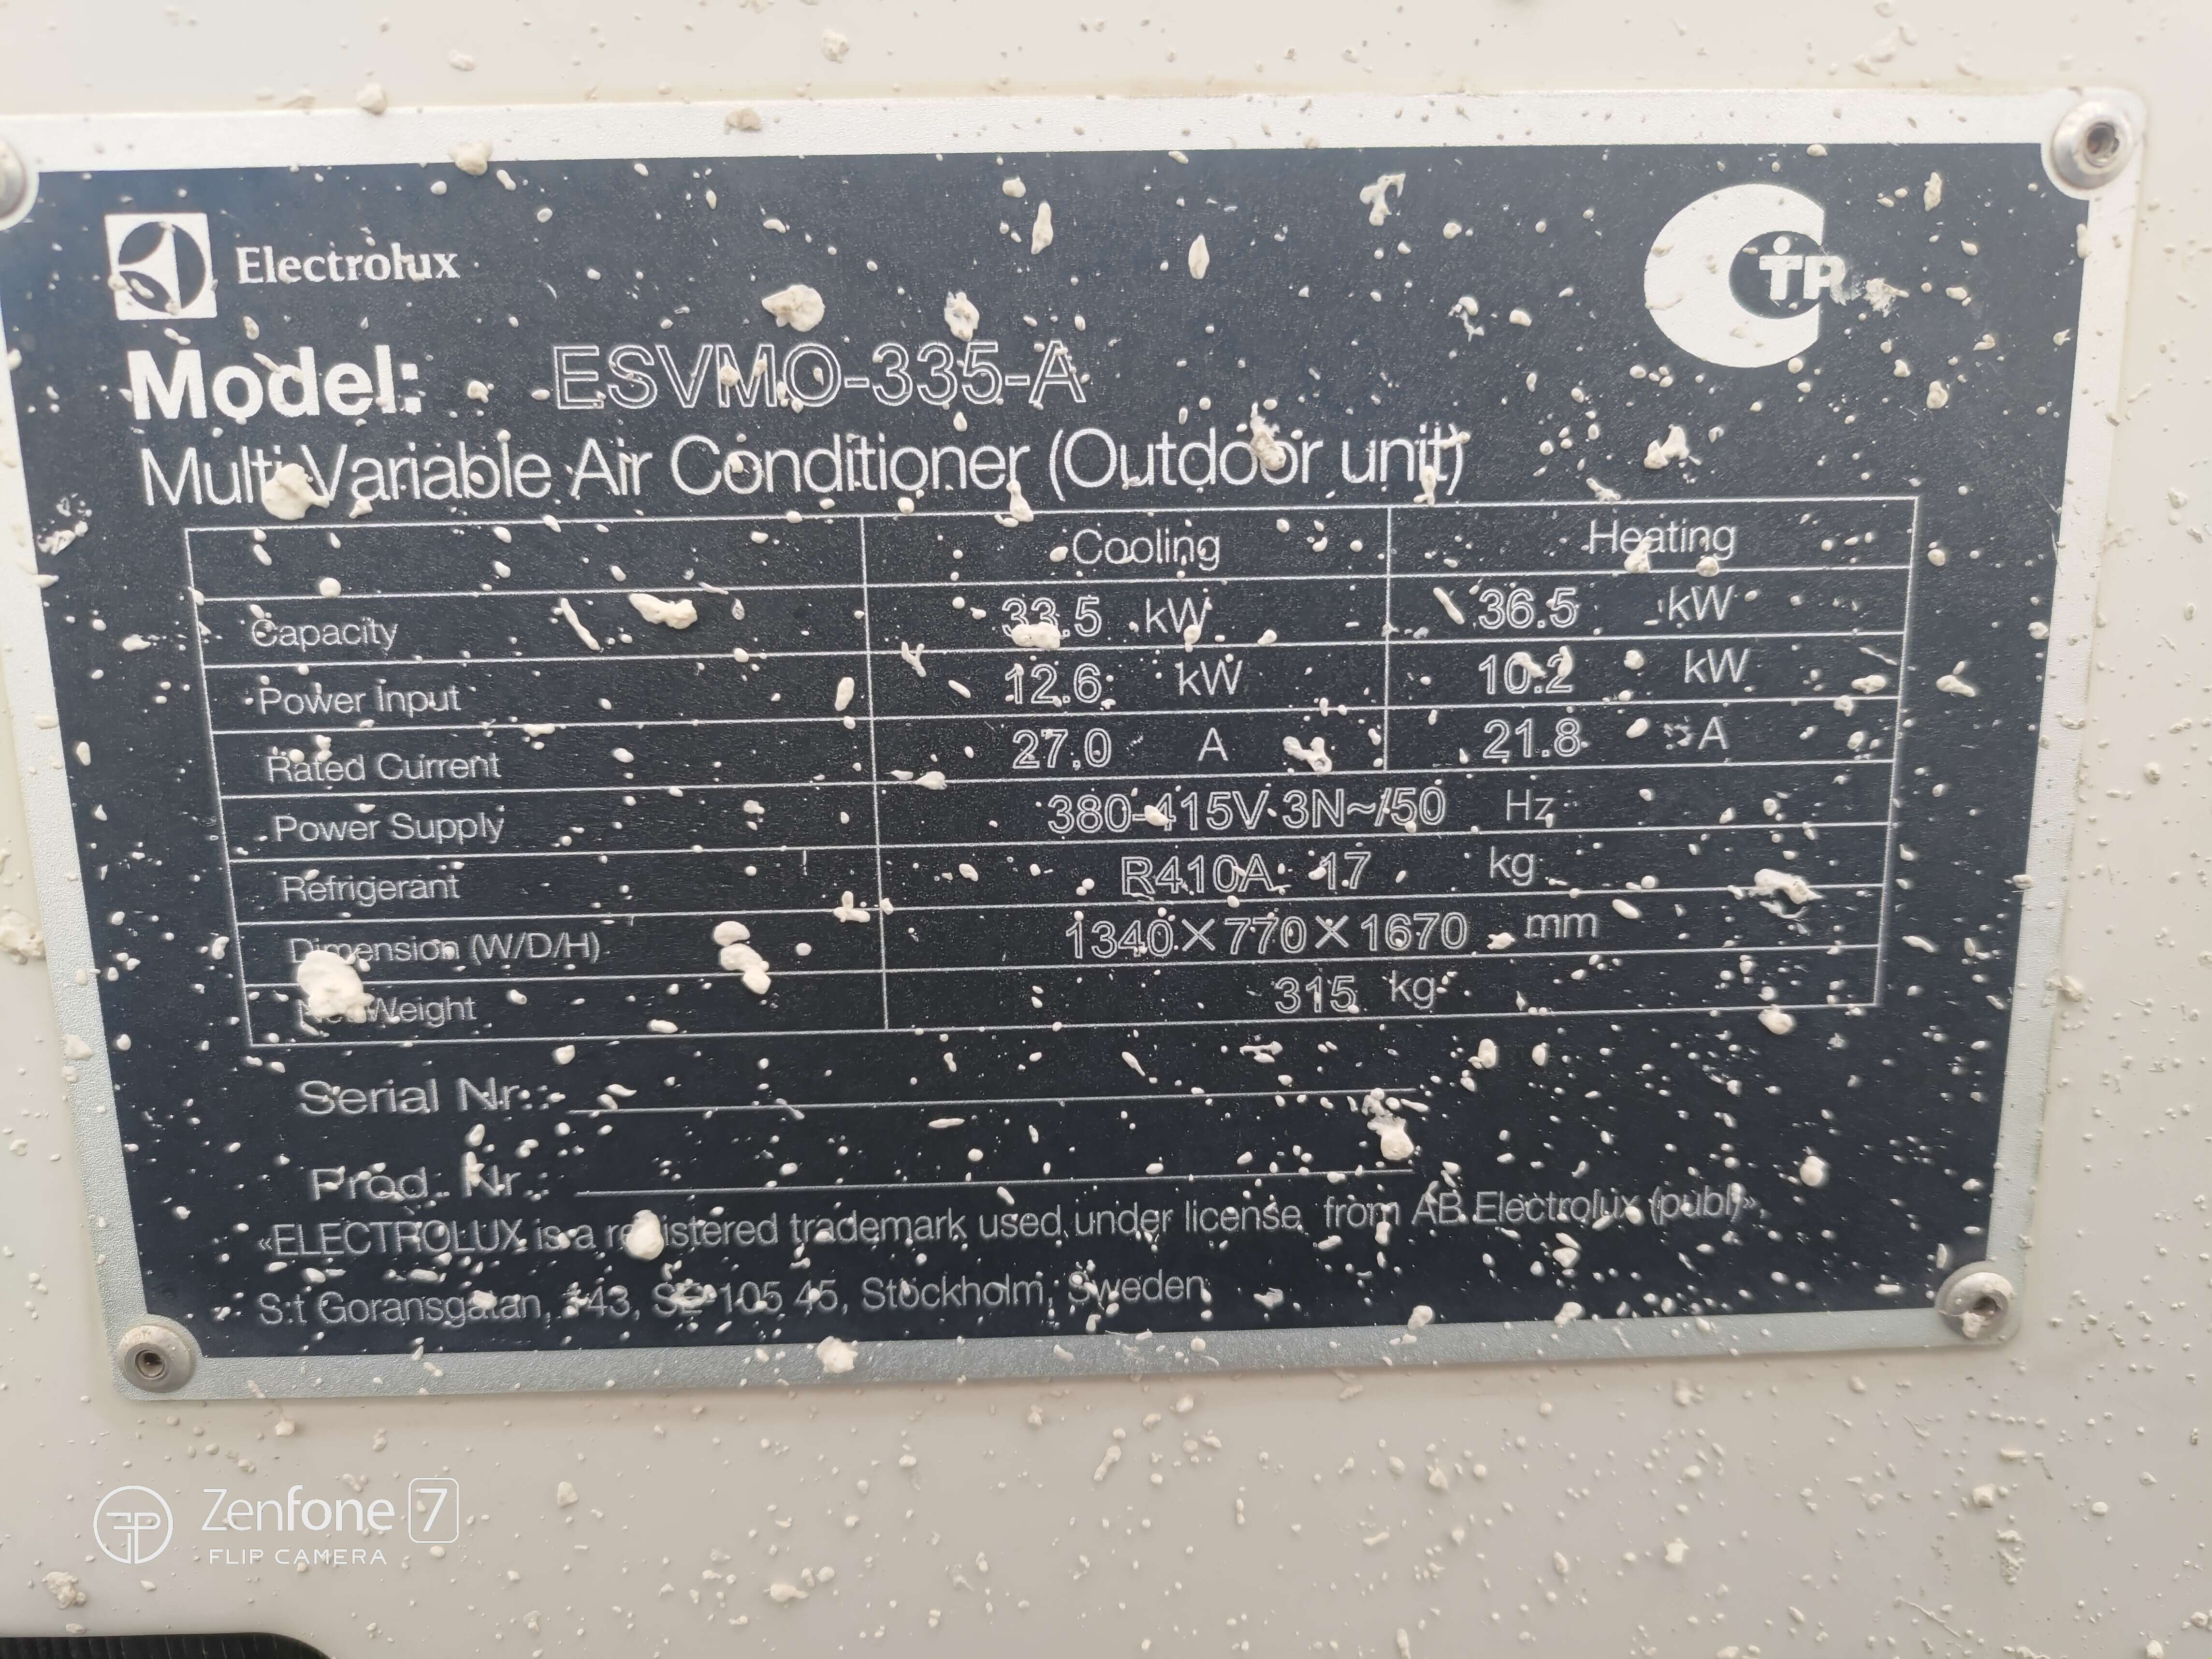 Electrolux
TR
Model: ESVMO-335-A
Multi Variable Air Conditioner (Outdoor unit)
Cooling Heating
Capacity 33.5 kW 36.5 kW
Power Input 12.6 kW 10.2 kW
Rated Current 27.0 A 21.8 A
Power Supply 380-415V 3N~/50 Hz
Refrigerant R410A 17 kg
Dimension (W/D/H) 1340×770×1670 mm
Net Weight 315 kg
Serial Nr.:
Prod. Nr.:
«ELECTROLUX is a registered trademark used under license from AB Electrolux (publ)»,
S:t Göransgatan, 143, SE-105 45, Stockholm, Sweden
Zenfone 7
FLIP CAMERA